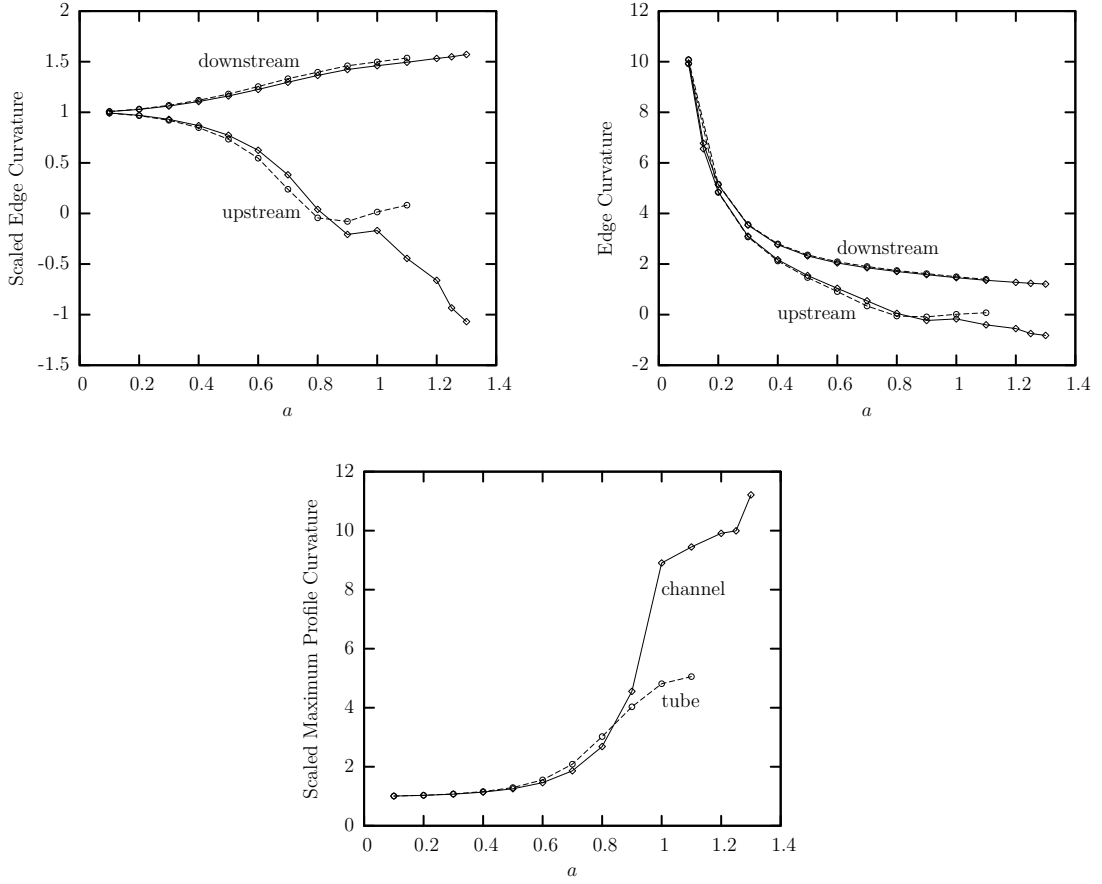 Scaled Edge Curvature
2
1.5
1
0.5
0
-0.5
-1
-1.5
downstream
upstream
0 0.2 0.4 0.6 0.8 1 1.2 1.4
a
Edge Curvature
12
10
8
6
4
2
0
-2
downstream
upstream
0 0.2 0.4 0.6 0.8 1 1.2 1.4
a
Scaled Maximum Profile Curvature
12
10
8
6
4
2
0
channel
tube
0 0.2 0.4 0.6 0.8 1 1.2 1.4
a